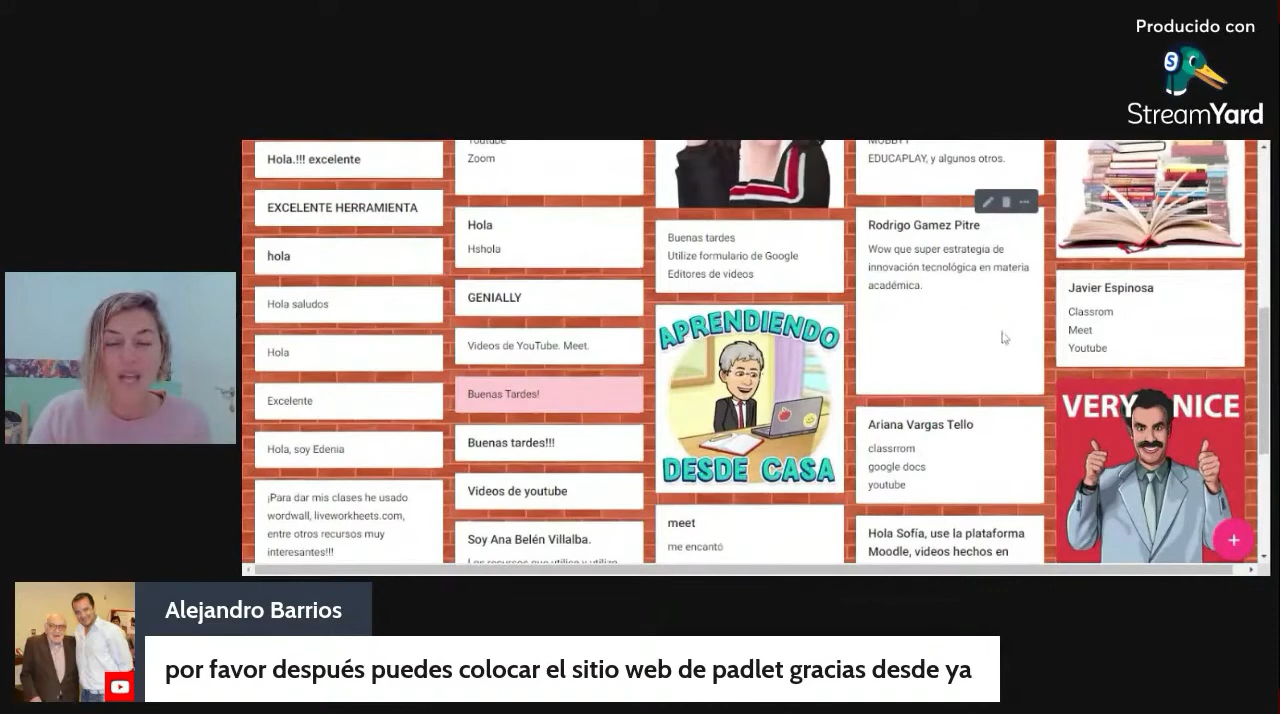 Producido con
StreamYard
Hola.!!! excelente
EXCELENTE HERRAMIENTA
hola
Hola saludos
Hola
Excelente
Hola, soy Edenia
¡Para dar mis clases he usado
wordwall, liveworkheets.com,
entre otros recursos muy
interesantes!!!
Youtube
Zoom
Hola
Hshola
GENIALLY
Videos de YouTube. Meet.
Buenas Tardes!
Buenas tardes!!!
Videos de youtube
Soy Ana Belén Villalba.
Los recursos que utilice y utilizo
Buenas tardes
Utilize formulario de Google
Editores de videos
APRENDIENDO
DESDE CASA
meet
me encantó
EDUCAPLAY, y algunos otros.
Rodrigo Gamez Pitre
Wow que super estrategia de
innovación tecnológica en materia
académica.
Ariana Vargas Tello
classrrom
google docs
youtube
Hola Sofía, use la plataforma
Moodle, videos hechos en
Javier Espinosa
Classrom
Meet
Youtube
VERY NICE
Alejandro Barrios
por favor después puedes colocar el sitio web de padlet gracias desde ya